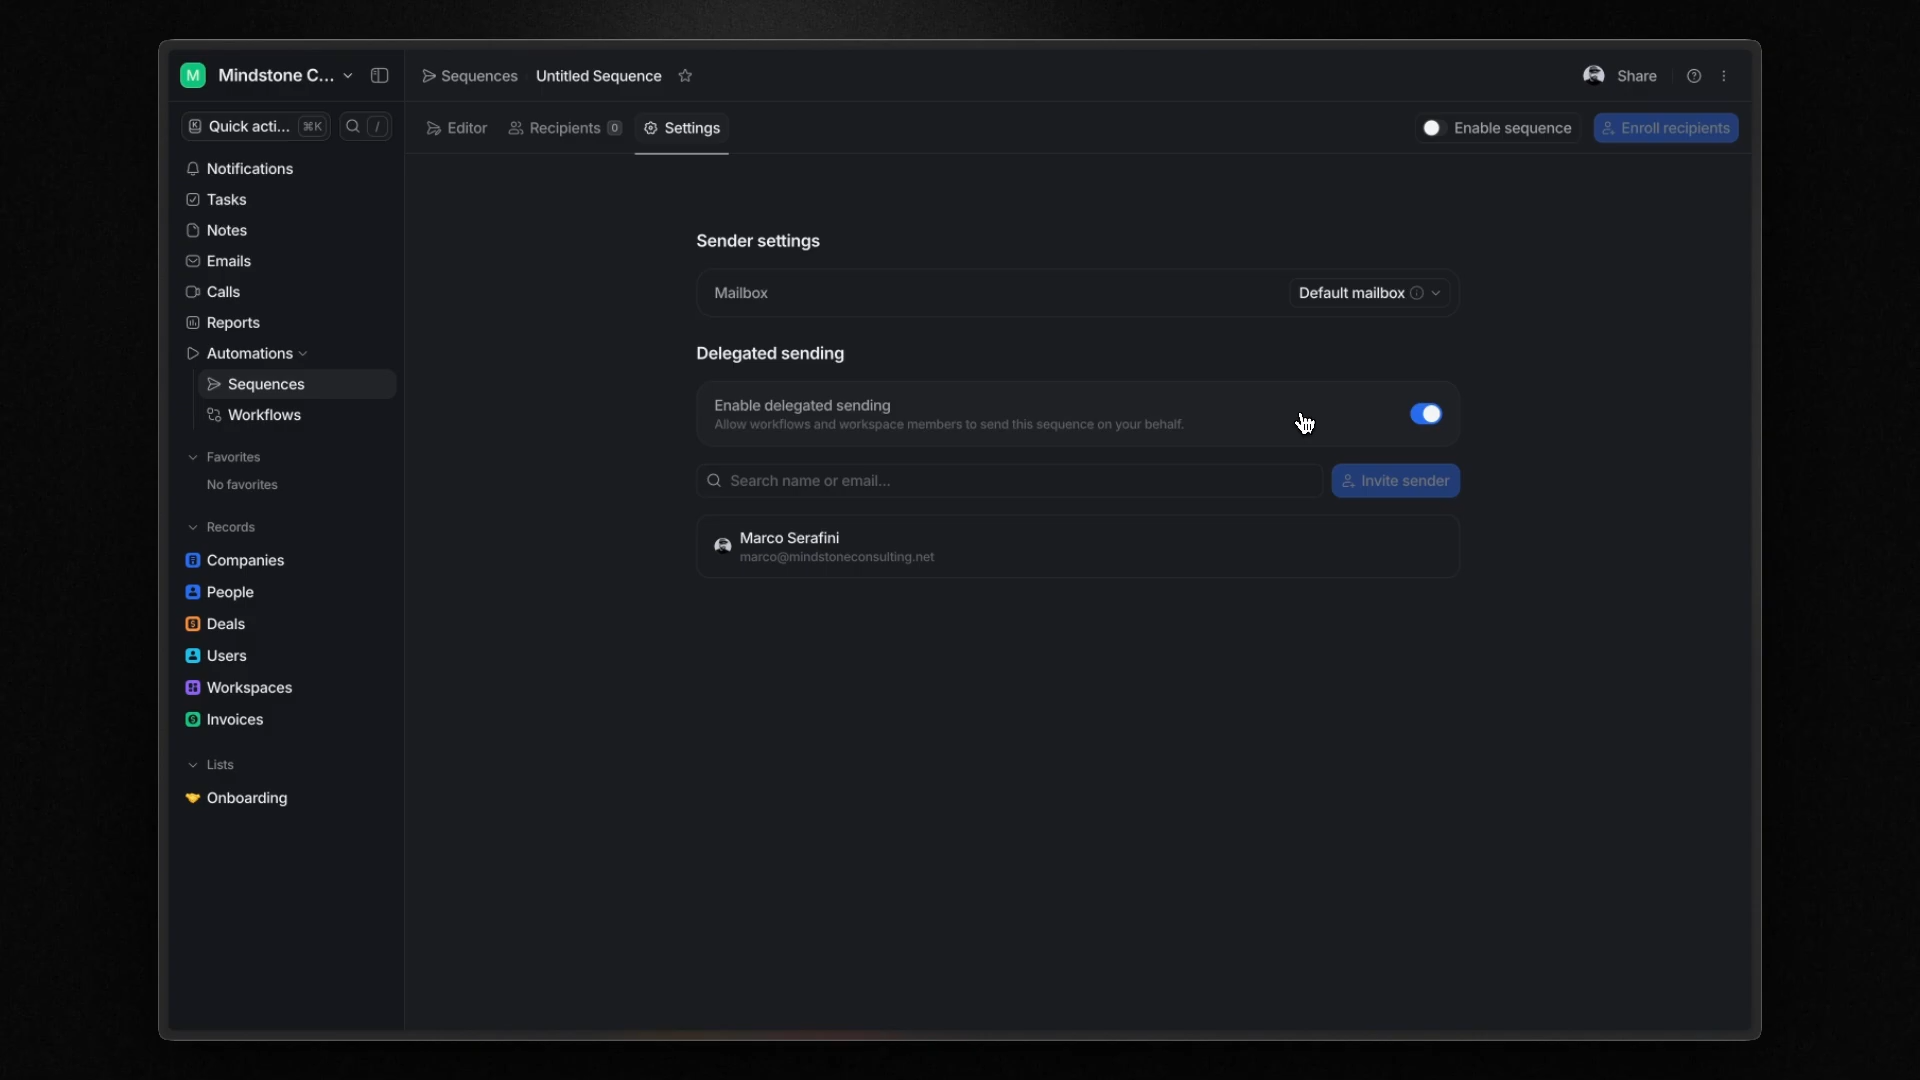 M Mindstone C...
Sequences Untitled Sequence
Share
Quick acti... ⌘K /
Editor Recipients 0 Settings
Enable sequence Enroll recipients
Notifications
Tasks
Notes
Emails
Calls
Reports
Automations
Sequences
Workflows
Favorites
No favorites
Records
Companies
People
Deals
Users
Workspaces
Invoices
Lists
Onboarding
Sender settings
Mailbox Default mailbox
Delegated sending
Enable delegated sending
Allow workflows and workspace members to send this sequence on your behalf.
Search name or email... Invite sender
Marco Serafini
marco@mindstoneconsulting.net